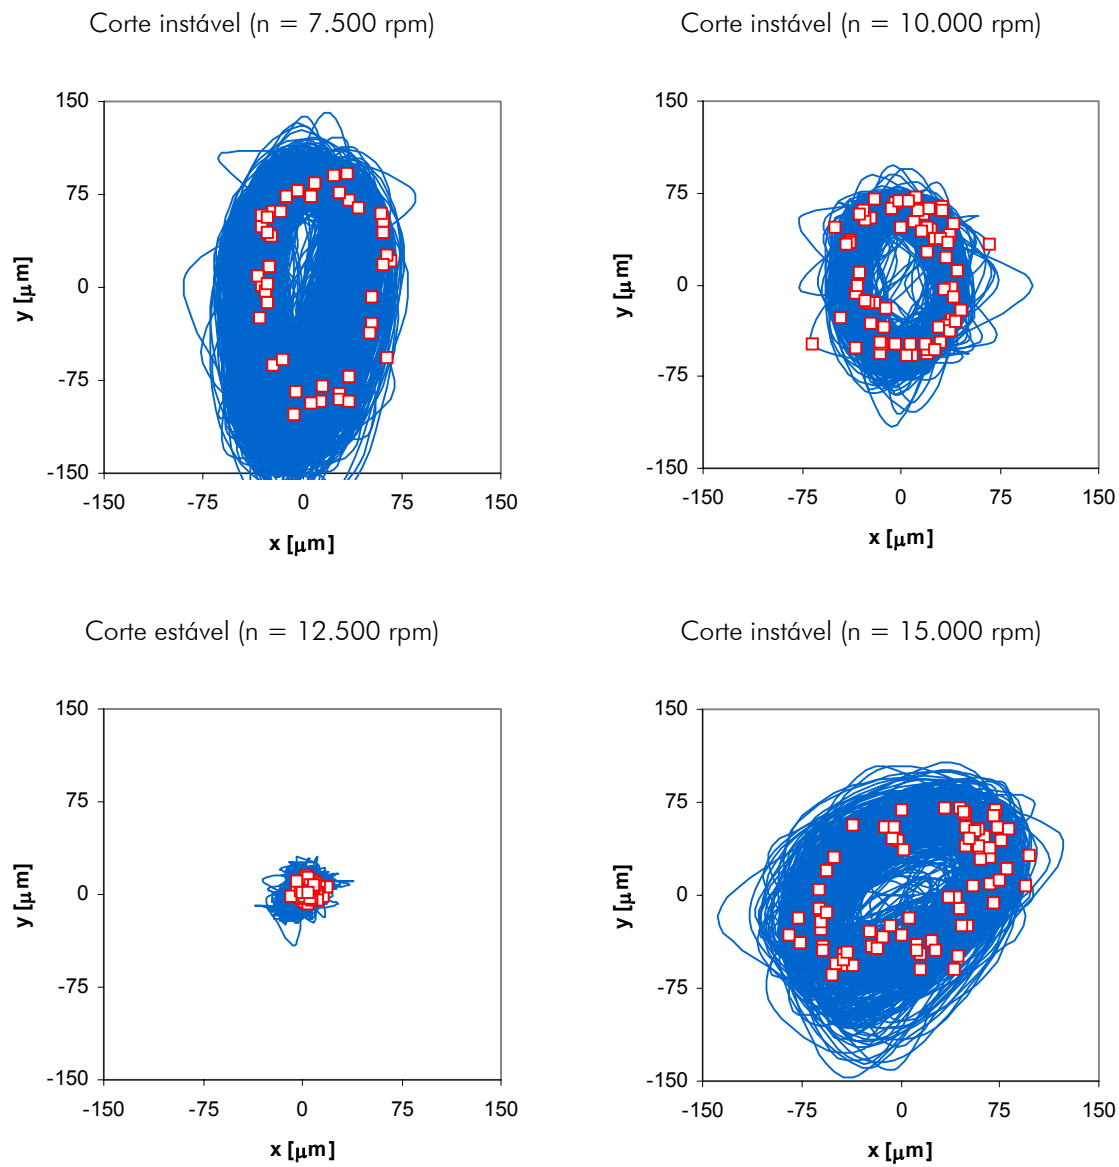 Corte instável (n = 7.500 rpm)
150
75
0
-75
-150
y [μm]
-150 -75 0 75 150
x [μm]
Corte instável (n = 10.000 rpm)
150
75
0
-75
-150
y [μm]
-150 -75 0 75 150
x [μm]
Corte estável (n = 12.500 rpm)
150
75
0
-75
-150
y [μm]
-150 -75 0 75 150
x [μm]
Corte instável (n = 15.000 rpm)
150
75
0
-75
-150
y [μm]
-150 -75 0 75 150
x [μm]